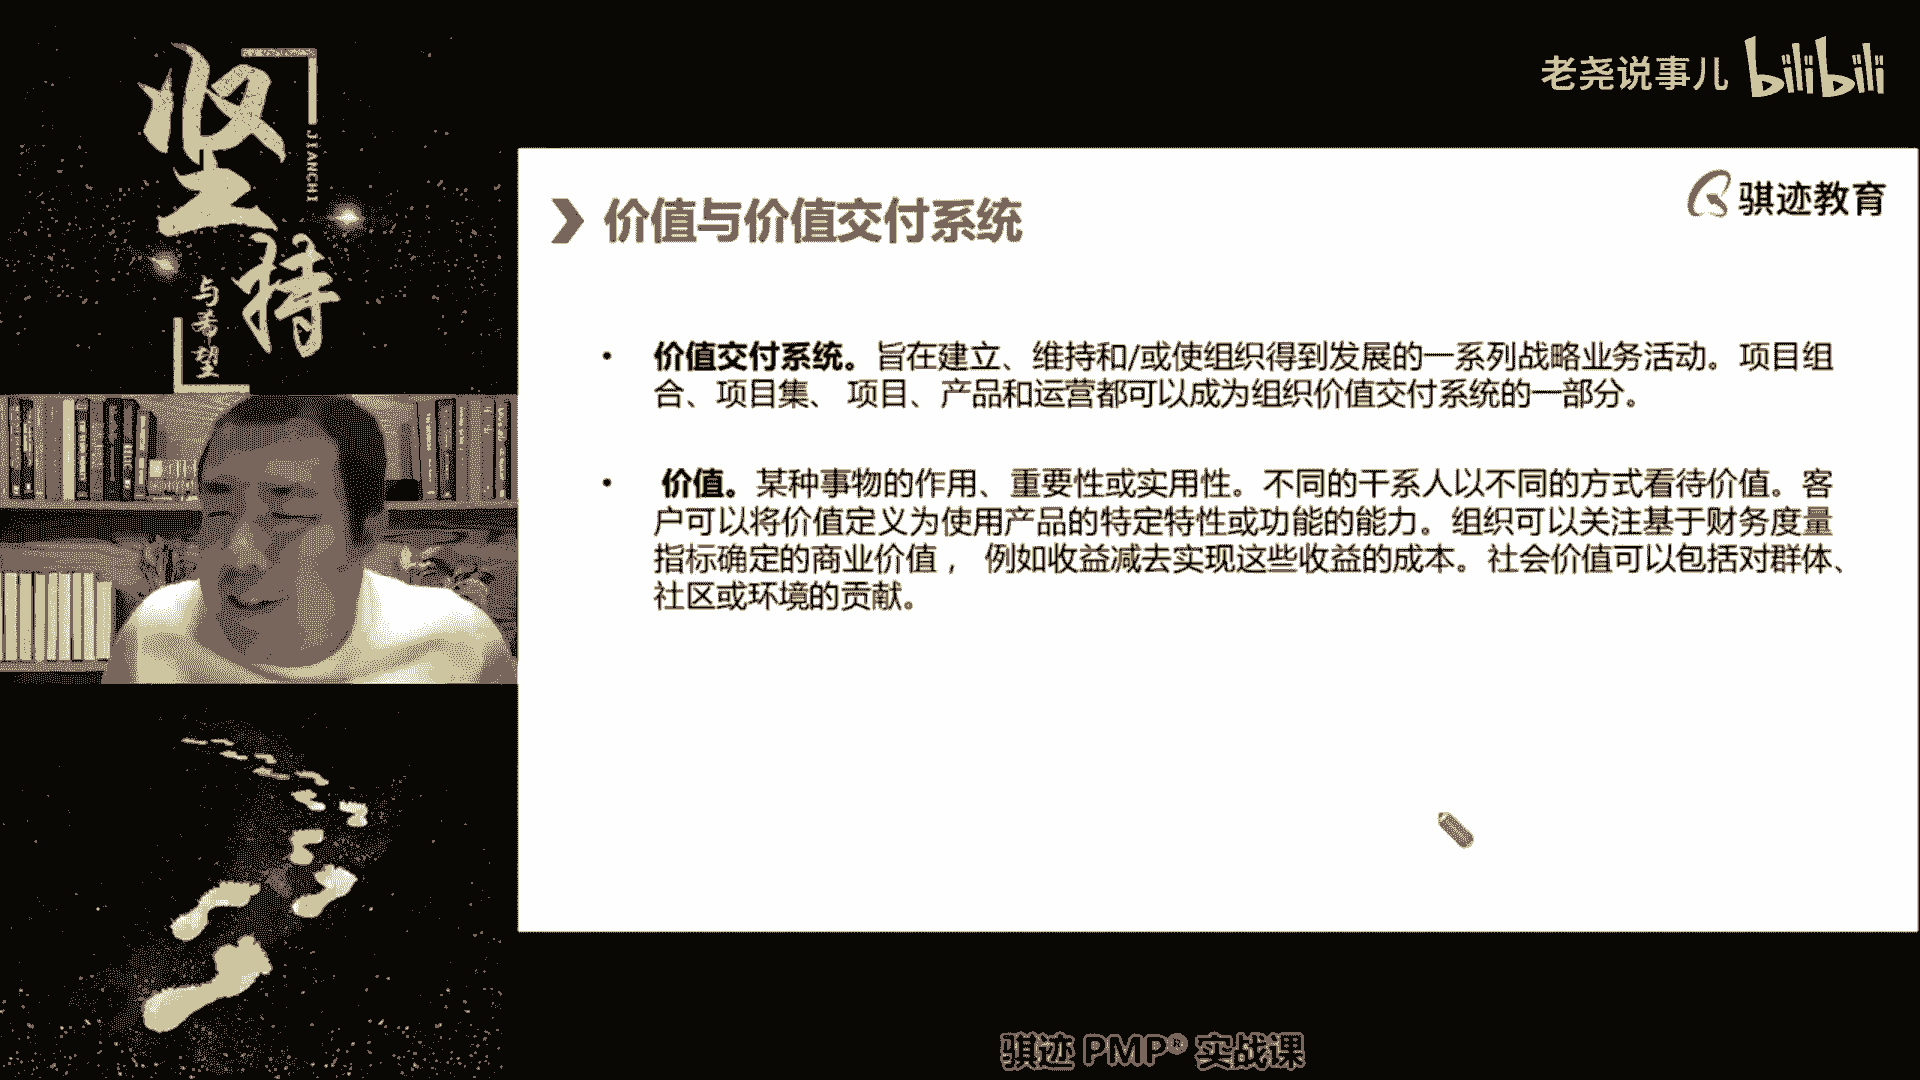 坚持
JIANCHI
与希望
老尧说事儿 bilibili
骐迹教育
价值与价值交付系统
• 价值交付系统。旨在建立、维持和/或使组织得到发展的一系列战略业务活动。项目组
合、项目集、 项目、产品和运营都可以成为组织价值交付系统的一部分。
• 价值。某种事物的作用、重要性或实用性。不同的干系人以不同的方式看待价值。客
户可以将价值定义为使用产品的特定特性或功能的能力。组织可以关注基于财务度量
指标确定的商业价值， 例如收益减去实现这些收益的成本。社会价值可以包括对群体、
社区或环境的贡献。
骐迹 PMP® 实战课